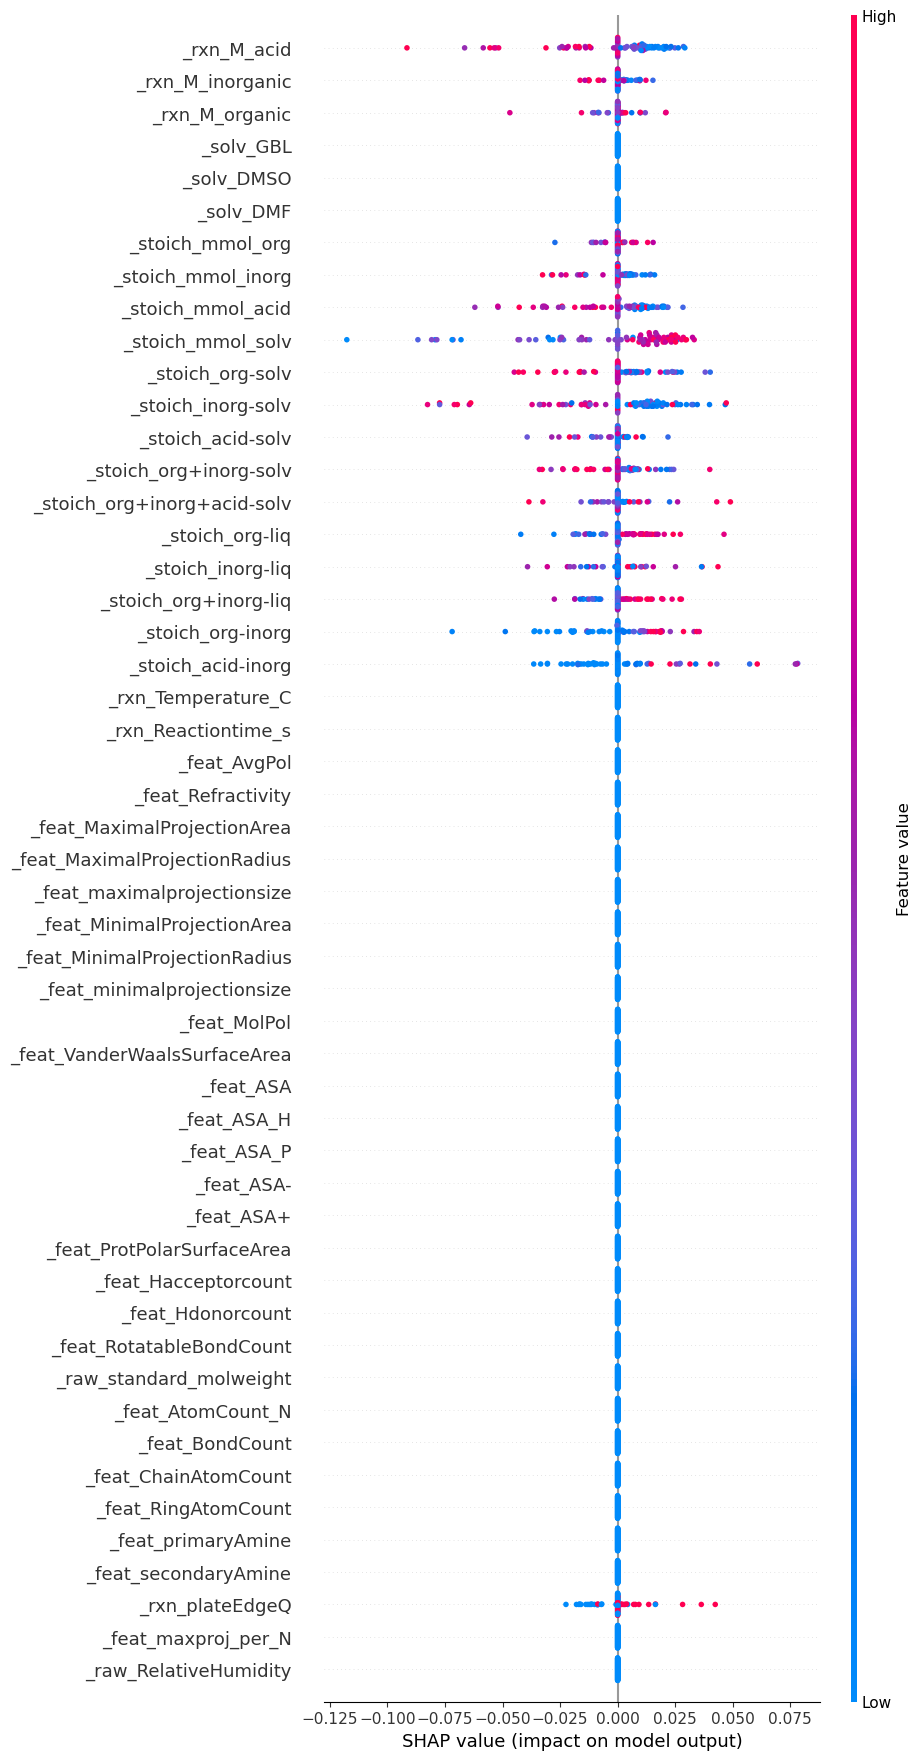 High
_rxn_M_acid
_rxn_M_inorganic
_rxn_M_organic
_solv_GBL
_solv_DMSO
_solv_DMF
_stoich_mmol_org
_stoich_mmol_inorg
_stoich_mmol_acid
_stoich_mmol_solv
_stoich_org-solv
_stoich_inorg-solv
_stoich_acid-solv
_stoich_org+inorg-solv
_stoich_org+inorg+acid-solv
_stoich_org-liq
_stoich_inorg-liq
_stoich_org+inorg-liq
_stoich_org-inorg
_stoich_acid-inorg
_rxn_Temperature_C
_rxn_Reactiontime_s
_feat_AvgPol
_feat_Refractivity
_feat_MaximalProjectionArea
_feat_MaximalProjectionRadius
_feat_maximalprojectionsize
_feat_MinimalProjectionArea
_feat_MinimalProjectionRadius
_feat_minimalprojectionsize
_feat_MolPol
_feat_VanderWaalsSurfaceArea
_feat_ASA
_feat_ASA_H
_feat_ASA_P
_feat_ASA-
_feat_ASA+
_feat_ProtPolarSurfaceArea
_feat_Hacceptorcount
_feat_Hdonorcount
_feat_RotatableBondCount
_raw_standard_molweight
_feat_AtomCount_N
_feat_BondCount
_feat_ChainAtomCount
_feat_RingAtomCount
_feat_primaryAmine
_feat_secondaryAmine
_rxn_plateEdgeQ
_feat_maxproj_per_N
_raw_RelativeHumidity
Feature value
Low
−0.125 −0.100 −0.075 −0.050 −0.025 0.000 0.025 0.050 0.075
SHAP value (impact on model output)